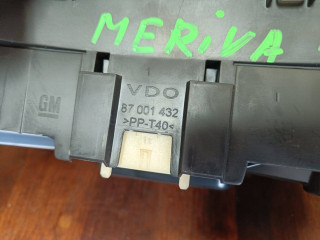 MERIVA
VDO
GM
87 001 432
>PP-T40<